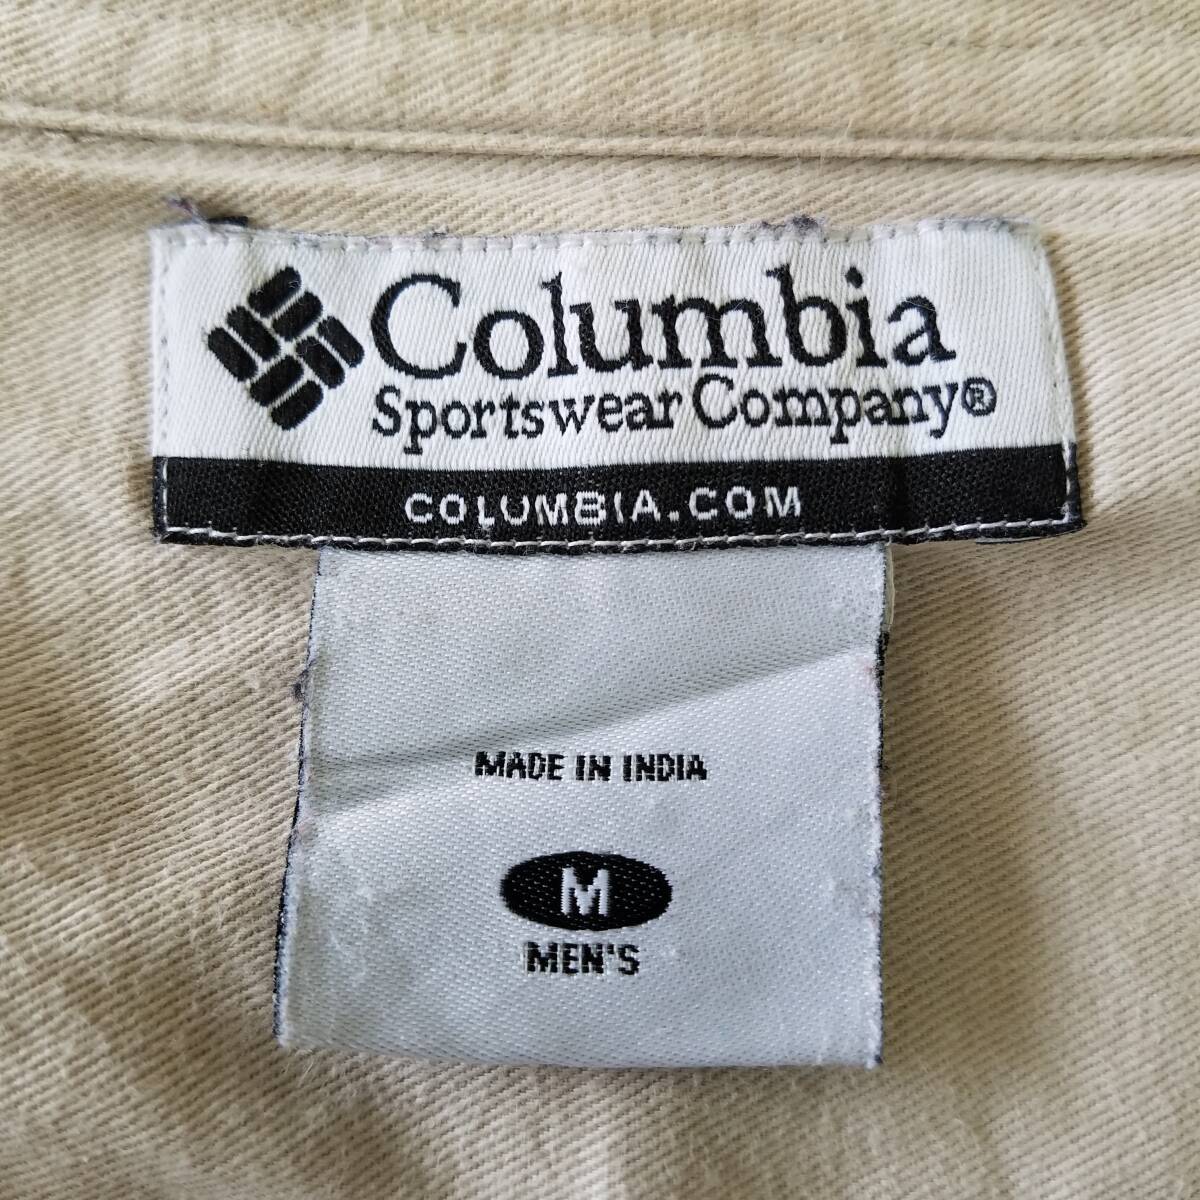 Columbia
Sportswear Company®
COLUMBIA.COM
MADE IN INDIA
M
MEN'S